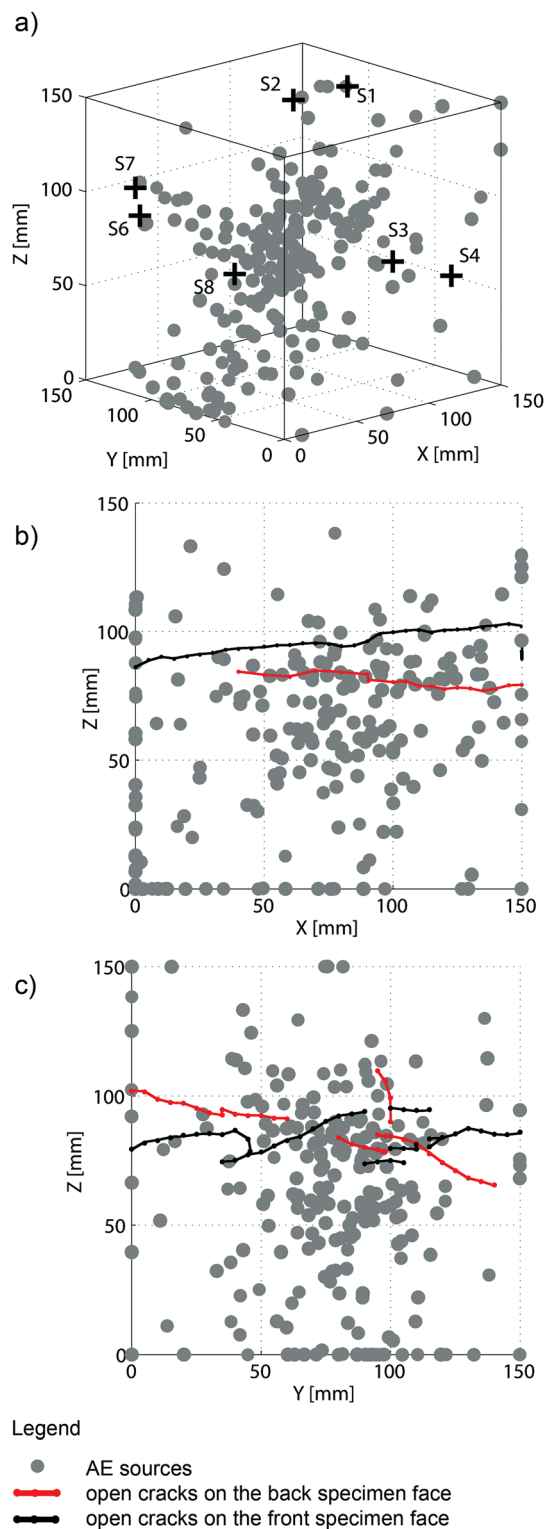 a)
S2
S1
150
S7
S6
100
S3
S4
Z [mm]
S8
50
0
150
100
50
0
Y [mm]
0
50
100
150
X [mm]
b)
150
100
Z [mm]
50
0
0
50
100
150
X [mm]
c)
150
100
Z [mm]
50
0
0
50
100
150
Y [mm]
Legend
AE sources
open cracks on the back specimen face
open cracks on the front specimen face